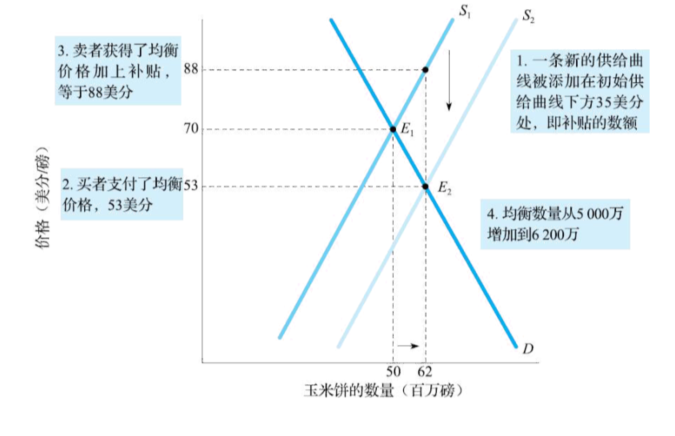 S1
S2
3. 卖者获得了均衡
价格加上补贴，
等于88美分
1. 一条新的供给曲
线被添加在初始供
给曲线下方35美分
处，即补贴的数额
88
70
E1
2. 买者支付了均衡
价格，53美分
53
E2
4. 均衡数量从5 000万
增加到6 200万
价格（美分/磅）
D
50 62
玉米饼的数量（百万磅）